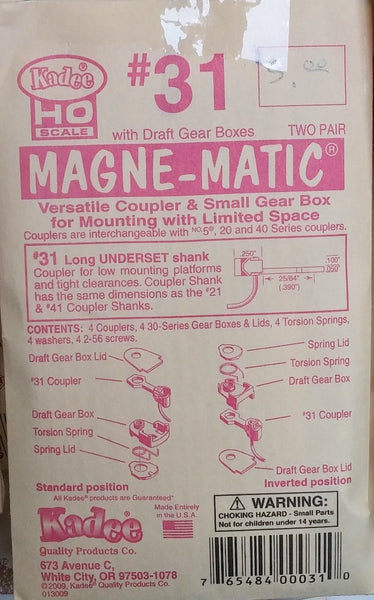 Kadee®
HO
SCALE
#31
5.00
with Draft Gear Boxes TWO PAIR
MAGNE-MATIC®
Versatile Coupler & Small Gear Box
for Mounting with Limited Space
Couplers are interchangeable with NO.5®, 20 and 40 Series couplers.
#31 Long UNDERSET shank
Coupler for low mounting platforms
and tight clearances. Coupler Shank
has the same dimensions as the #21
& #41 Coupler Shanks.
.250"
.100"
.050"
25/64"
(.390")
CONTENTS: 4 Couplers, 4 30-Series Gear Boxes & Lids, 4 Torsion Springs,
4 washers, 4 2-56 screws.
Draft Gear Box Lid
#31 Coupler
Draft Gear Box
Torsion Spring
Spring Lid
Standard position
Spring Lid
Torsion Spring
Draft Gear Box
#31 Coupler
Draft Gear Box Lid
Inverted position
All Kadee® products are Guaranteed*
Kadee®
Quality Products Co.
Made Entirely
in the U.S.A.
673 Avenue C,
White City, OR 97503-1078
©2009, Kadee® Quality Products Co.
013009
WARNING:
CHOKING HAZARD - Small Parts
Not for children under 14 years.
7 65484 00031 0